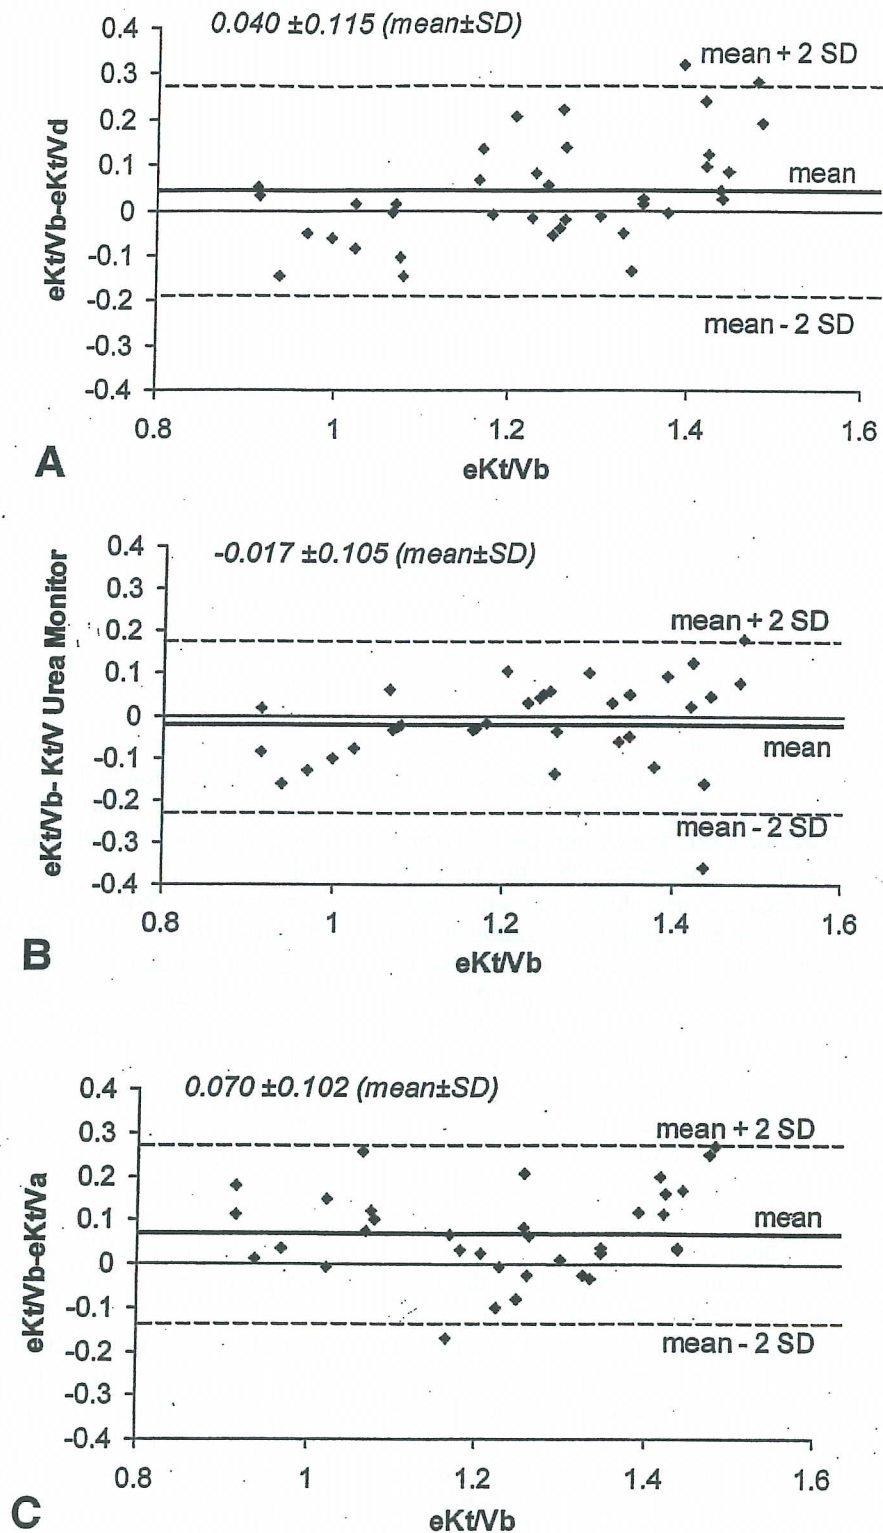 0.040 ±0.115 (mean±SD)
0.4
0.3
0.2
0.1
0
-0.1
-0.2
-0.3
-0.4
mean + 2 SD
mean
mean - 2 SD
eKt/Vb-eKt/Vd
0.8 1 1.2 1.4 1.6
A
eKt/Vb
-0.017 ±0.105 (mean±SD)
0.4
0.3
0.2
0.1
0
-0.1
-0.2
-0.3
-0.4
mean + 2 SD
mean
mean - 2 SD
eKt/Vb- Kt/V Urea Monitor
0.8 1 1.2 1.4 1.6
B
eKt/Vb
0.070 ±0.102 (mean±SD)
0.4
0.3
0.2
0.1
0
-0.1
-0.2
-0.3
-0.4
mean + 2 SD
mean
mean - 2 SD
eKt/Vb-eKt/Va
0.8 1 1.2 1.4 1.6
C
eKt/Vb